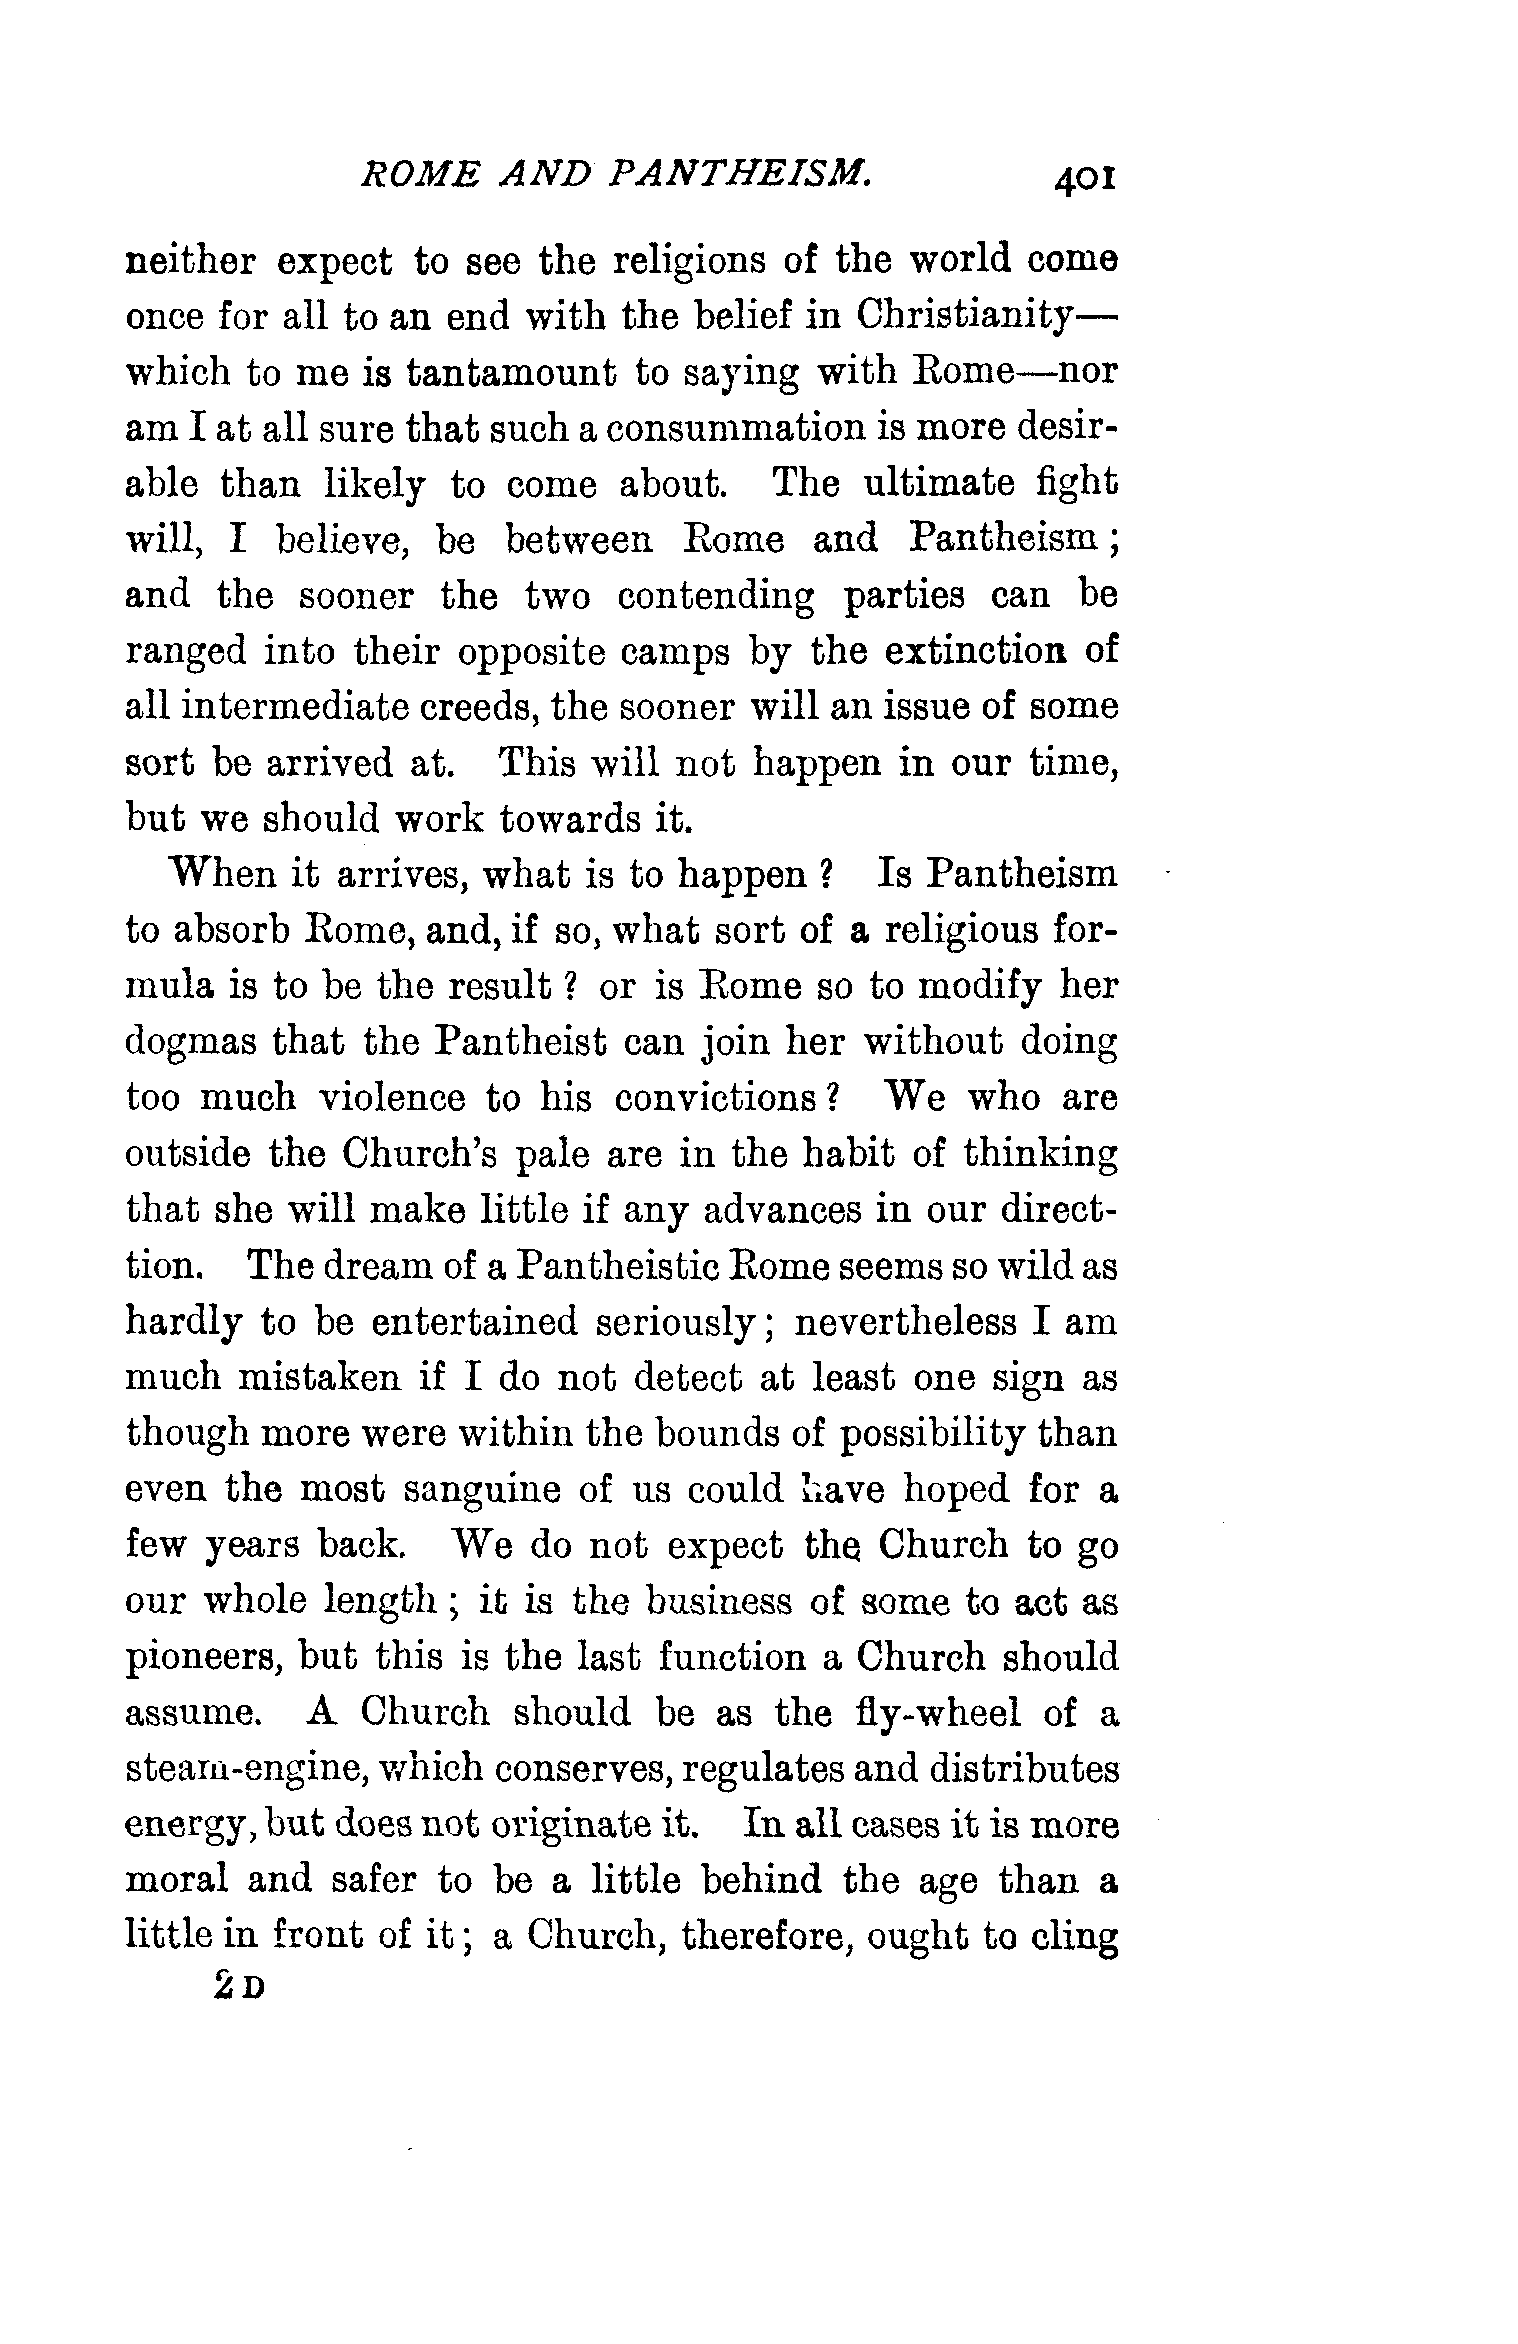 ROME AND PANTHEISM. 401
neither expect to see the religions of the world come
once for all to an end with the belief in Christianity—
which to me is tantamount to saying with Rome—nor
am I at all sure that such a consummation is more desir-
able than likely to come about. The ultimate fight
will, I believe, be between Rome and Pantheism;
and the sooner the two contending parties can be
ranged into their opposite camps by the extinction of
all intermediate creeds, the sooner will an issue of some
sort be arrived at. This will not happen in our time,
but we should work towards it.
When it arrives, what is to happen? Is Pantheism
to absorb Rome, and, if so, what sort of a religious for-
mula is to be the result? or is Rome so to modify her
dogmas that the Pantheist can join her without doing
too much violence to his convictions? We who are
outside the Church's pale are in the habit of thinking
that she will make little if any advances in our direct-
tion. The dream of a Pantheistic Rome seems so wild as
hardly to be entertained seriously; nevertheless I am
much mistaken if I do not detect at least one sign as
though more were within the bounds of possibility than
even the most sanguine of us could have hoped for a
few years back. We do not expect the Church to go
our whole length; it is the business of some to act as
pioneers, but this is the last function a Church should
assume. A Church should be as the fly-wheel of a
steam-engine, which conserves, regulates and distributes
energy, but does not originate it. In all cases it is more
moral and safer to be a little behind the age than a
little in front of it; a Church, therefore, ought to cling
2 D